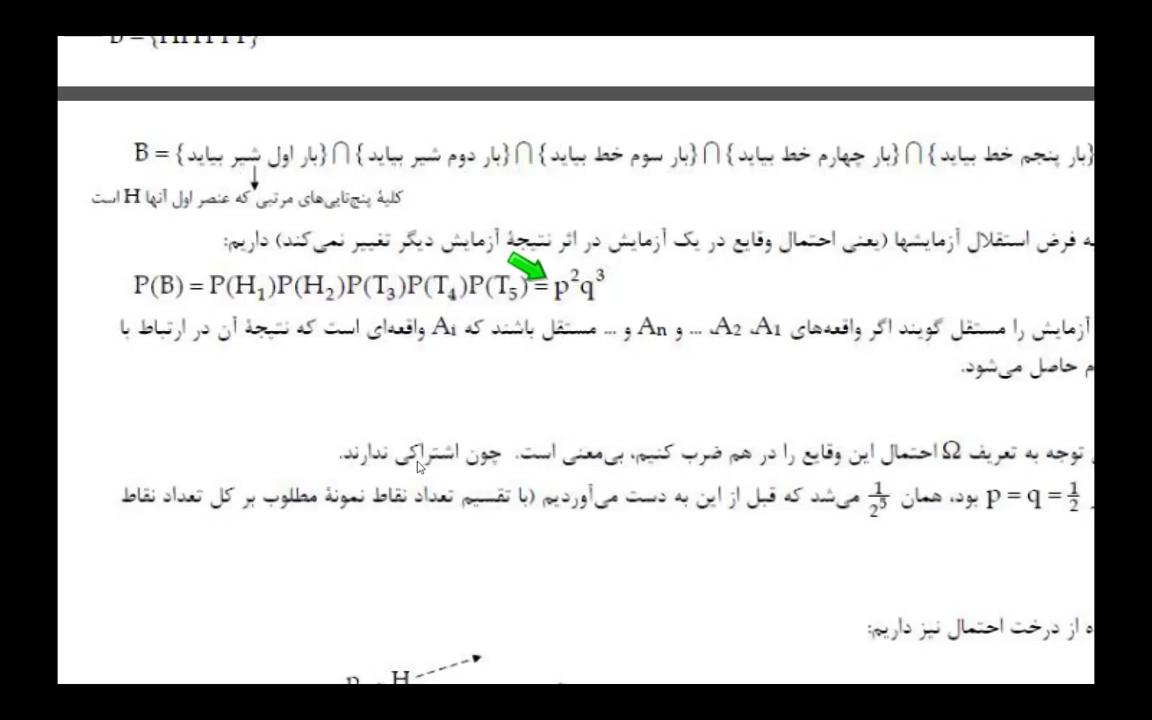 B = {بار اول شیر بیاید} ∩ {بار دوم شیر بیاید} ∩ {بار سوم خط بیاید} ∩ {بار چهارم خط بیاید} ∩ {بار پنجم خط بیاید}
کلیهٔ پنج‌تایی‌های مرتبی که عنصر اول آنها H است
فرض استقلال آزمایشها (یعنی احتمال وقایع در یک آزمایش در اثر نتیجهٔ آزمایش دیگر تغییر نمی‌کند) داریم:
P(B) = P(H₁)P(H₂)P(T₃)P(T₄)P(T₅) = p²q³
آزمایش را مستقل گویند اگر واقعه‌های A₁، A₂، ... و Aₙ و ... مستقل باشند که Aᵢ واقعه‌ای است که نتیجهٔ آن در ارتباط با
حاصل می‌شود.
توجه به تعریف Ω احتمال این وقایع را در هم ضرب کنیم، بی‌معنی است. چون اشتراکی ندارند.
p = q = 1/2 بود، همان 1/2⁵ می‌شد که قبل از این به دست می‌آوردیم (با تقسیم تعداد نقاط نمونهٔ مطلوب بر کل تعداد نقاط
از درخت احتمال نیز داریم:
p H